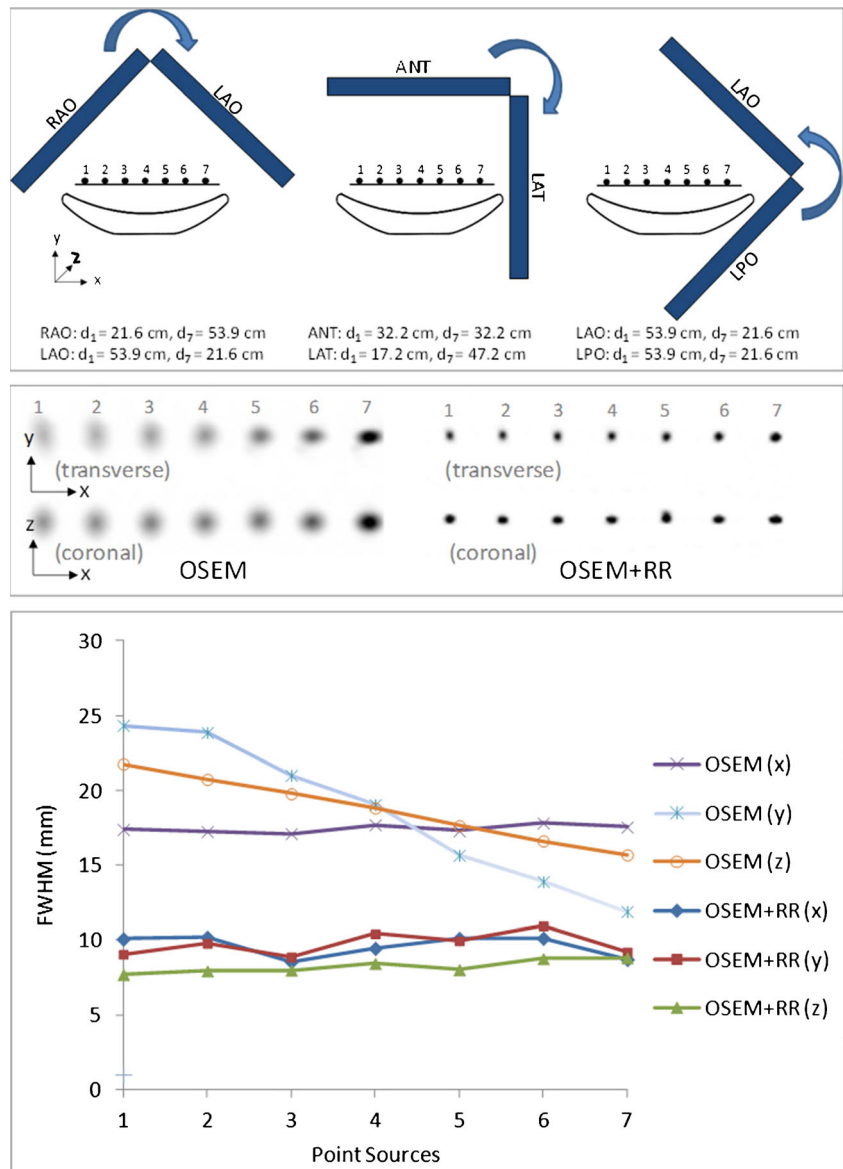 RAO
LAO
ANT
LAT
LAO
LPO
1 2 3 4 5 6 7
1 2 3 4 5 6 7
1 2 3 4 5 6 7
y
z
x
RAO: d₁ = 21.6 cm, d₇ = 53.9 cm
LAO: d₁ = 53.9 cm, d₇ = 21.6 cm
ANT: d₁ = 32.2 cm, d₇ = 32.2 cm
LAT: d₁ = 17.2 cm, d₇ = 47.2 cm
LAO: d₁ = 53.9 cm, d₇ = 21.6 cm
LPO: d₁ = 53.9 cm, d₇ = 21.6 cm
1 2 3 4 5 6 7
y
(transverse)
x
z
(coronal)
x
OSEM
1 2 3 4 5 6 7
(transverse)
(coronal)
OSEM+RR
30
25
20
15
10
5
0
FWHM (mm)
1 2 3 4 5 6 7
Point Sources
OSEM (x)
OSEM (y)
OSEM (z)
OSEM+RR (x)
OSEM+RR (y)
OSEM+RR (z)